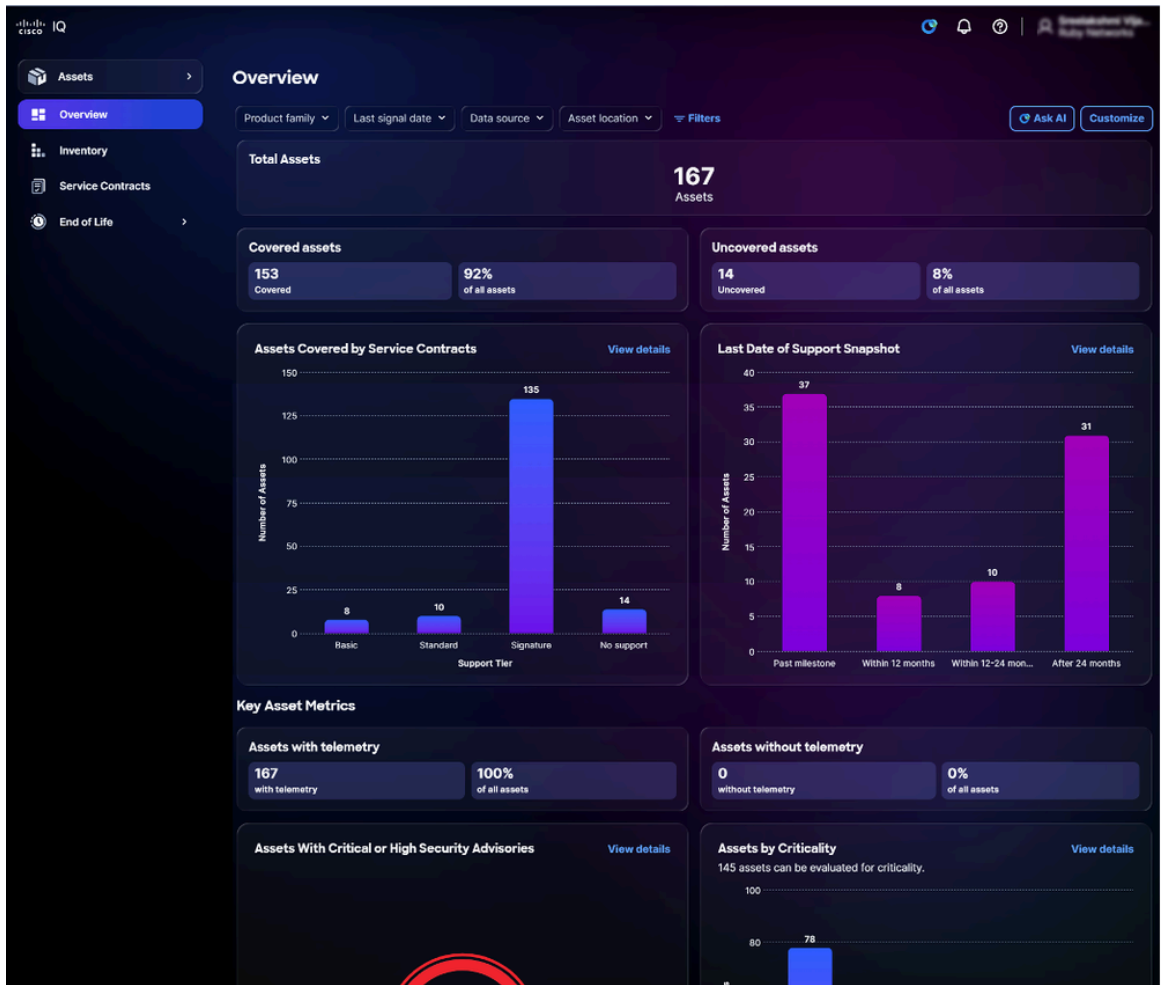 cisco IQ
Assets
Overview
Inventory
Service Contracts
End of Life
Overview
Product family
Last signal date
Data source
Asset location
Filters
Ask AI
Customize
Total Assets
167
Assets
Covered assets
153
Covered
92%
of all assets
Uncovered assets
14
Uncovered
8%
of all assets
Assets Covered by Service Contracts
View details
150
125
100
75
50
25
0
Number of Assets
8
10
135
14
Basic
Standard
Signature
No support
Support Tier
Last Date of Support Snapshot
View details
40
35
30
25
20
15
10
5
0
Number of Assets
37
8
10
31
Past milestone
Within 12 months
Within 12-24 mon...
After 24 months
Key Asset Metrics
Assets with telemetry
167
with telemetry
100%
of all assets
Assets without telemetry
0
without telemetry
0%
of all assets
Assets With Critical or High Security Advisories
View details
Assets by Criticality
View details
145 assets can be evaluated for criticality.
100
80
78